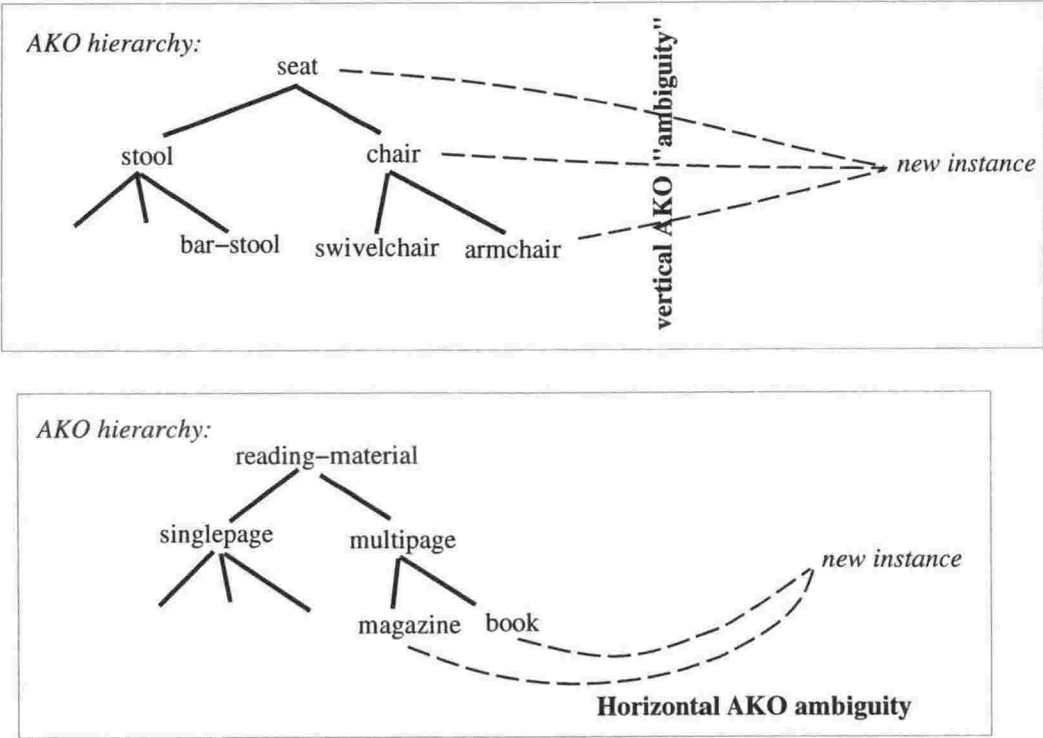 AKO hierarchy:
seat
stool
chair
new instance
bar–stool
swivelchair
armchair
vertical AKO "ambiguity"
AKO hierarchy:
reading–material
singlepage
multipage
new instance
magazine
book
Horizontal AKO ambiguity